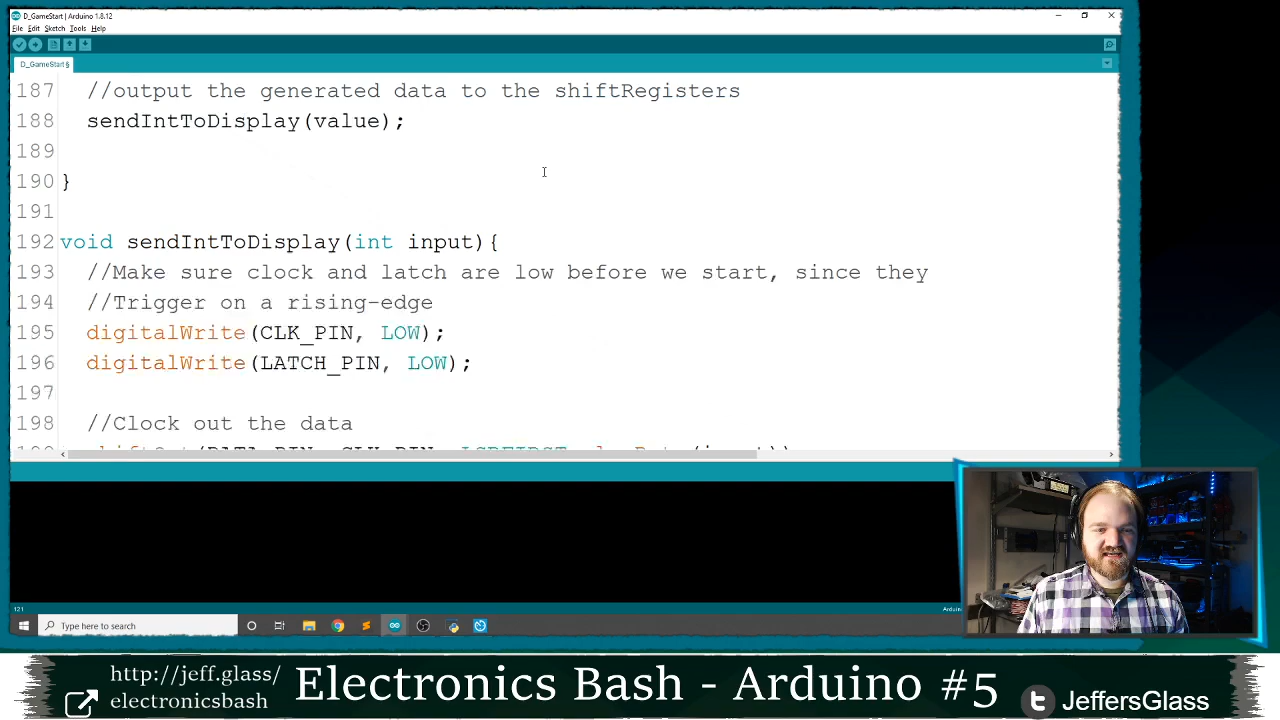 D_GameStart | Arduino 1.8.12
File Edit Sketch Tools Help
D_GameStart §
187 //output the generated data to the shiftRegisters
188 sendIntToDisplay(value);
189
190 }
191
192 void sendIntToDisplay(int input){
193 //Make sure clock and latch are low before we start, since they
194 //Trigger on a rising-edge
195 digitalWrite(CLK_PIN, LOW);
196 digitalWrite(LATCH_PIN, LOW);
197
198 //Clock out the data
121
Type here to search
http://jeff.glass/
electronicsbash
Electronics Bash - Arduino #5
JeffersGlass